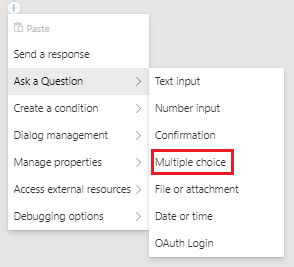 Paste
Send a response
Ask a Question
Create a condition
Dialog management
Manage properties
Access external resources
Debugging options
Text input
Number input
Confirmation
Multiple choice
File or attachment
Date or time
OAuth Login